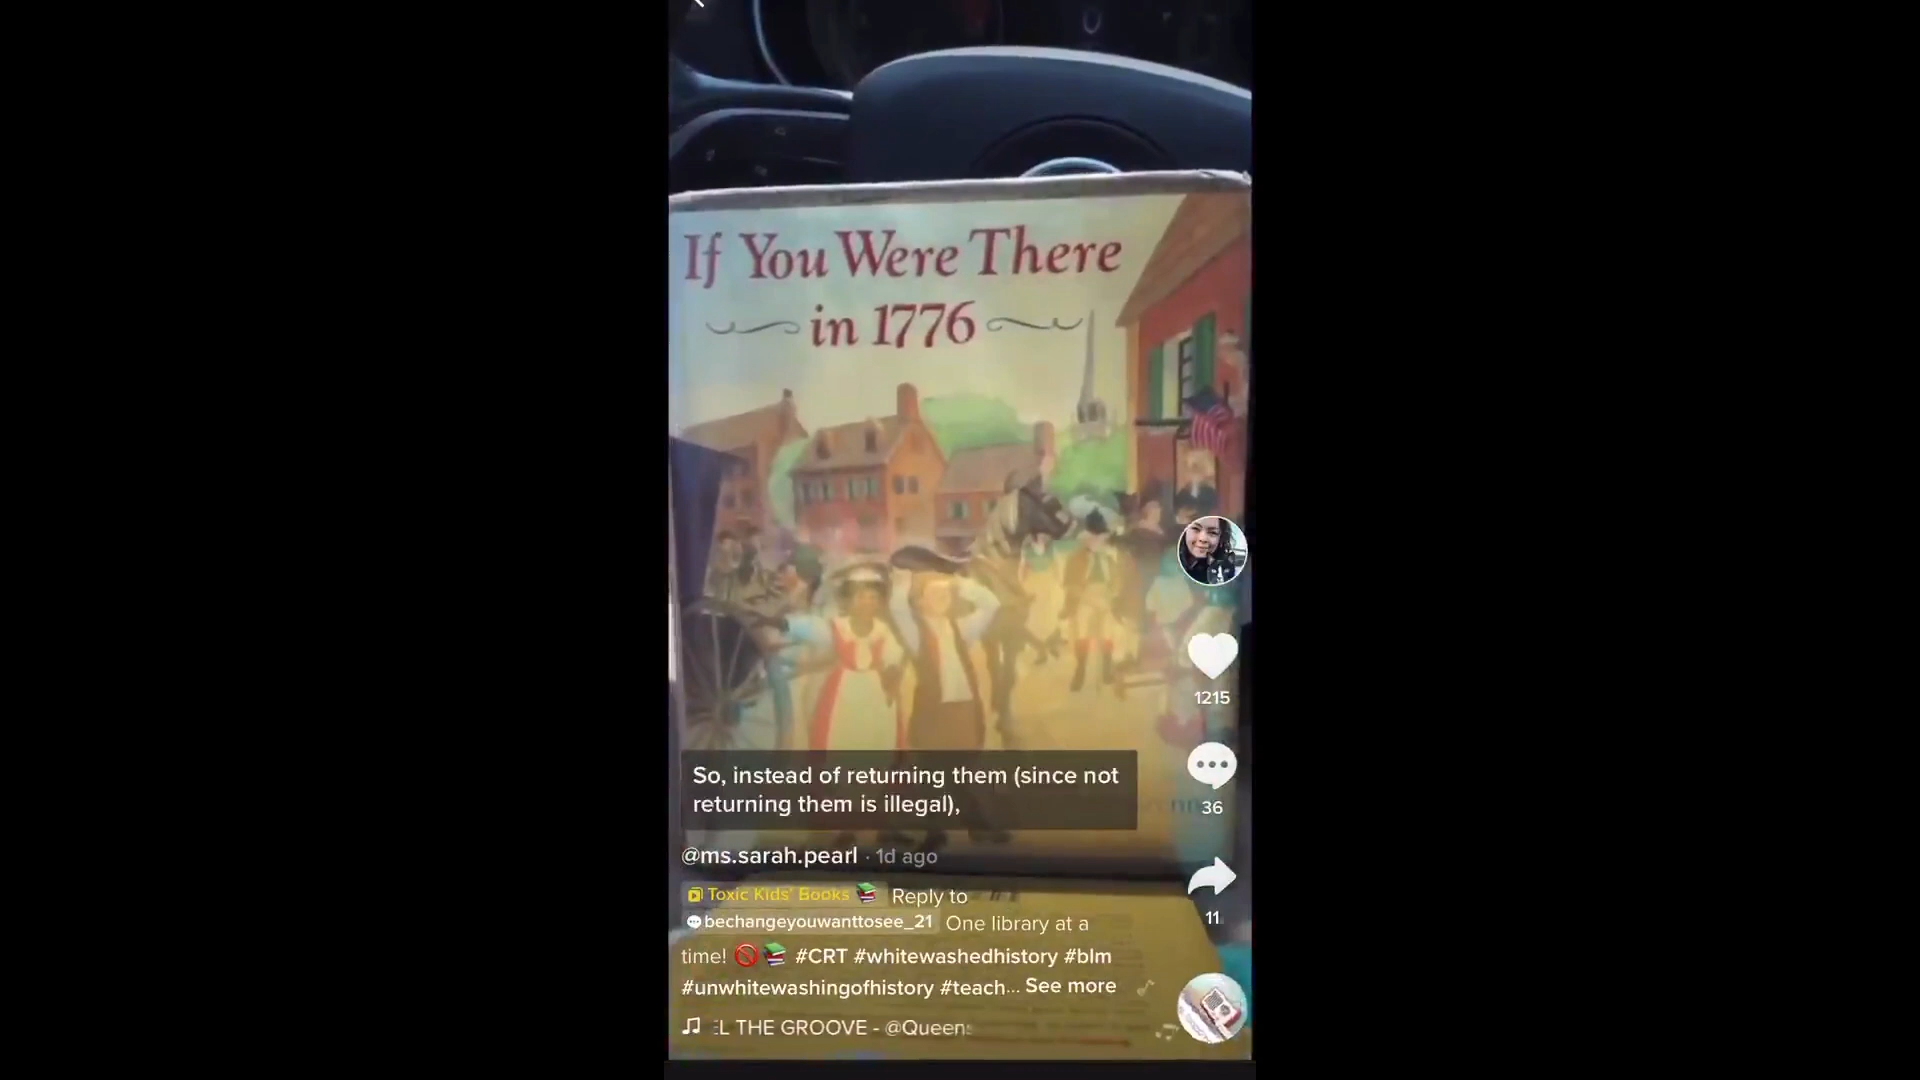 If You Were There
in 1776
1215
So, instead of returning them (since not
returning them is illegal),
36
@ms.sarah.pearl · 1d ago
Toxic Kids' Books 📚 Reply to
bechangeyouwanttosee_21 One library at a
11
time! 🚫📚 #CRT #whitewashedhistory #blm
#unwhitewashingofhistory #teach... See more
THE GROOVE - @Queens